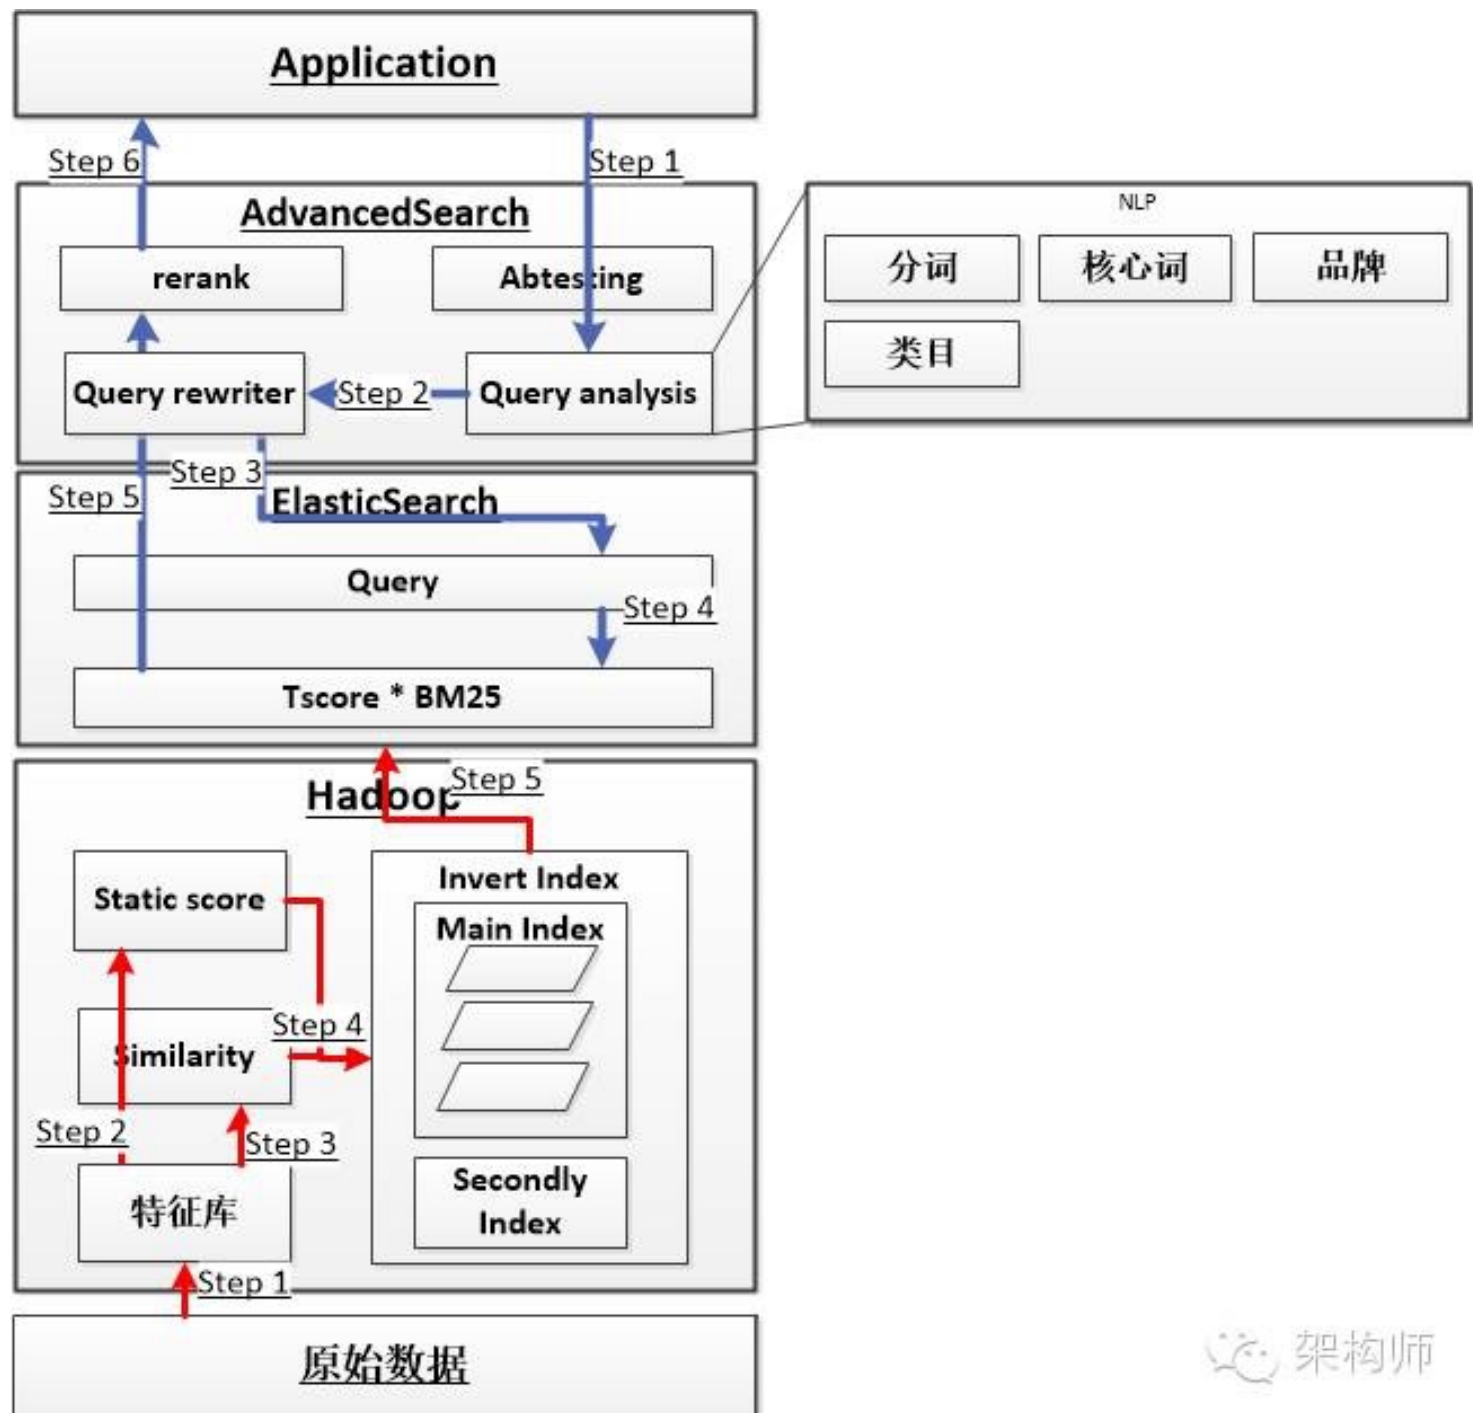 Application
Step 6
Step 1
AdvancedSearch
NLP
rerank
Abtesting
分词
核心词
品牌
类目
Query rewriter
Step 2
Query analysis
Step 3
Step 5
ElasticSearch
Query
Step 4
Tscore * BM25
Step 5
Hadoop
Static score
Invert Index
Main Index
Step 4
Similarity
Step 2
Step 3
Secondly
Index
特征库
Step 1
原始数据
架构师